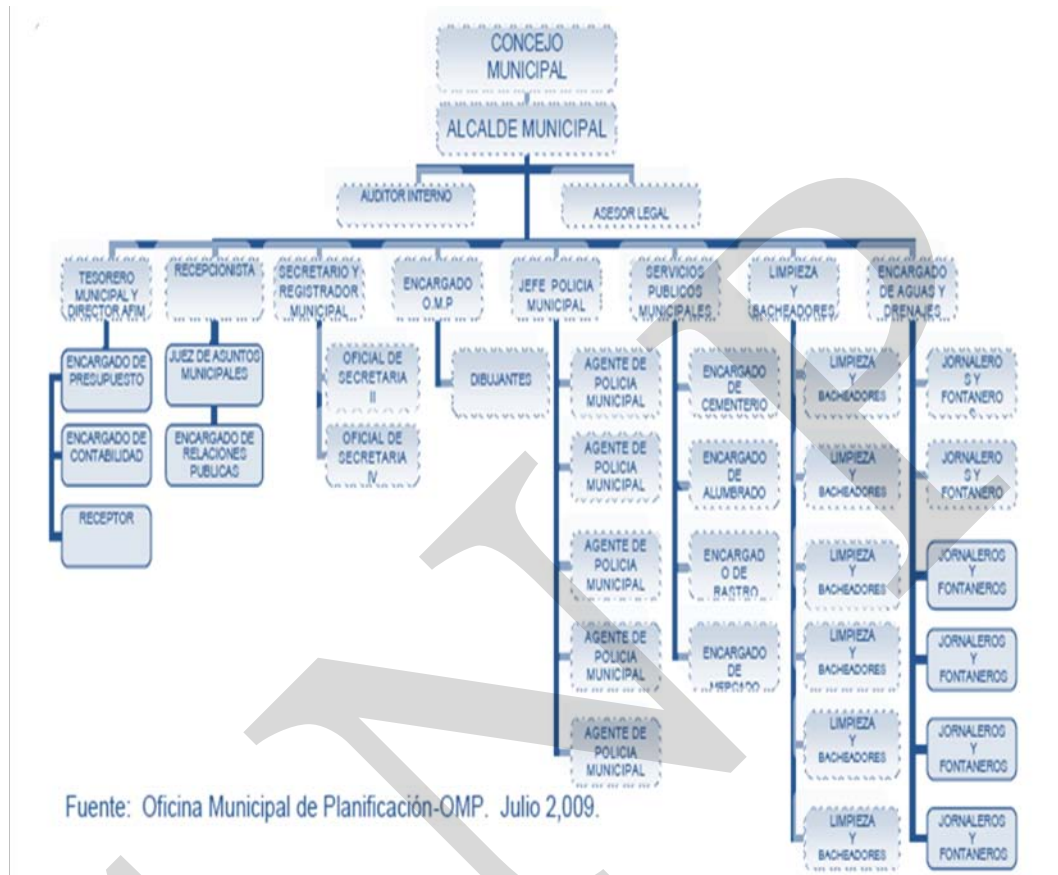 CONCEJO
MUNICIPAL
ALCALDE MUNICIPAL
AUDITOR INTERNO
ASESOR LEGAL
TESORERO
MUNICIPAL Y
DIRECTOR AFIM
RECEPCIONISTA
SECRETARIO Y
REGISTRADOR
MUNICIPAL
ENCARGADO
O.M.P
JEFE POLICIA
MUNICIPAL
SERVICIOS
PUBLICOS
MUNICIPALES
LIMPIEZA
Y
BACHEADORES
ENCARGADO
DE AGUAS Y
DRENAJES
ENCARGADO DE
PRESUPUESTO
ENCARGADO DE
CONTABILIDAD
RECEPTOR
JUEZ DE ASUNTOS
MUNICIPALES
ENCARGADO DE
RELACIONES
PUBLICAS
OFICIAL DE
SECRETARIA
II
OFICIAL DE
SECRETARIA
IV
DIBUJANTES
AGENTE DE
POLICIA
MUNICIPAL
AGENTE DE
POLICIA
MUNICIPAL
AGENTE DE
POLICIA
MUNICIPAL
AGENTE DE
POLICIA
MUNICIPAL
AGENTE DE
POLICIA
MUNICIPAL
ENCARGADO
DE
CEMENTERIO
ENCARGADO
DE
ALUMBRADO
ENCARGAD
O DE
RASTRO
ENCARGADO
DE
MERCADO
LIMPIEZA
Y
BACHEADORES
LIMPIEZA
Y
BACHEADORES
LIMPIEZA
Y
BACHEADORES
LIMPIEZA
Y
BACHEADORES
LIMPIEZA
Y
BACHEADORES
LIMPIEZA
Y
BACHEADORES
JORNALERO
S Y
FONTANERO
JORNALERO
S Y
FONTANERO
JORNALEROS
Y
FONTANEROS
JORNALEROS
Y
FONTANEROS
JORNALEROS
Y
FONTANEROS
JORNALEROS
Y
FONTANEROS
Fuente: Oficina Municipal de Planificación-OMP. Julio 2,009.